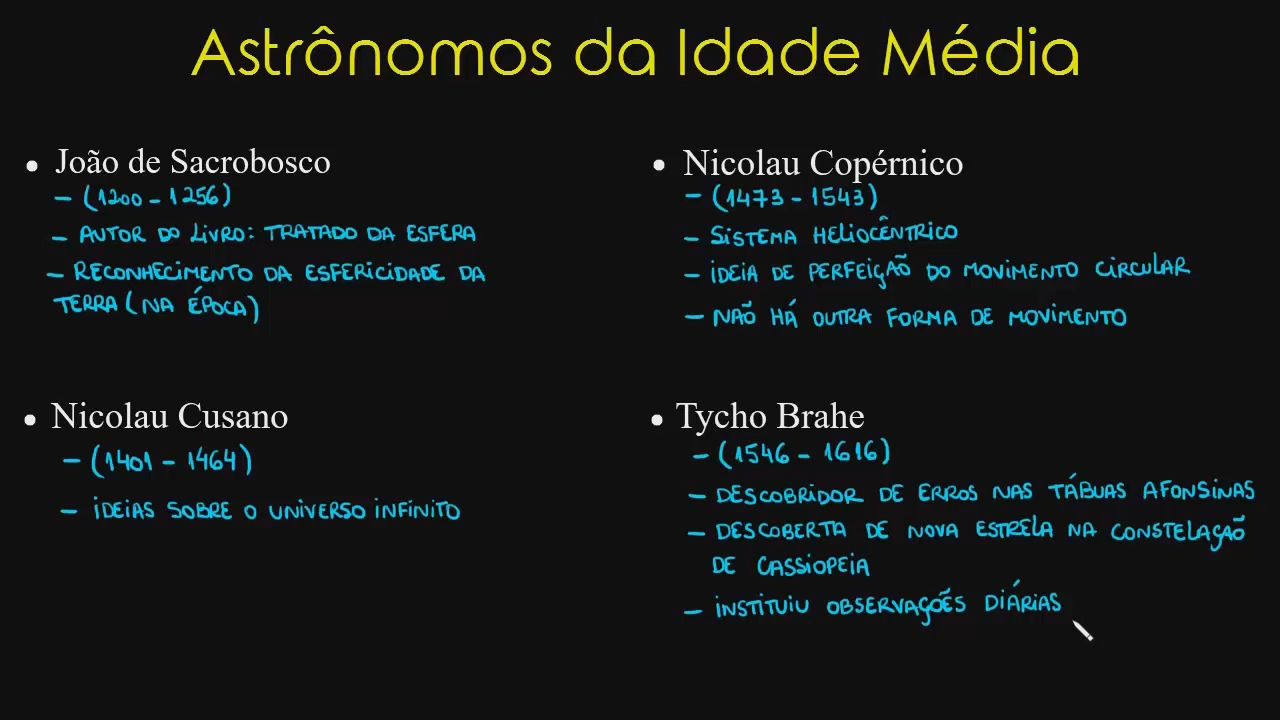 Astrônomos da Idade Média
• João de Sacrobosco
– (1200 – 1256)
– AUTOR DO LIVRO: TRATADO DA ESFERA
– RECONHECIMENTO DA ESFERICIDADE DA
TERRA (NA ÉPOCA)
• Nicolau Cusano
– (1401 – 1464)
– IDEIAS SOBRE O UNIVERSO INFINITO
• Nicolau Copérnico
– (1473 – 1543)
– SISTEMA HELIOCÊNTRICO
– IDEIA DE PERFEIÇÃO DO MOVIMENTO CIRCULAR
– NÃO HÁ OUTRA FORMA DE MOVIMENTO
• Tycho Brahe
– (1546 – 1616)
– DESCOBRIDOR DE ERROS NAS TÁBUAS AFONSINAS
– DESCOBERTA DE NOVA ESTRELA NA CONSTELAÇÃO
DE CASSIOPEIA
– INSTITUIU OBSERVAÇÕES DIÁRIAS